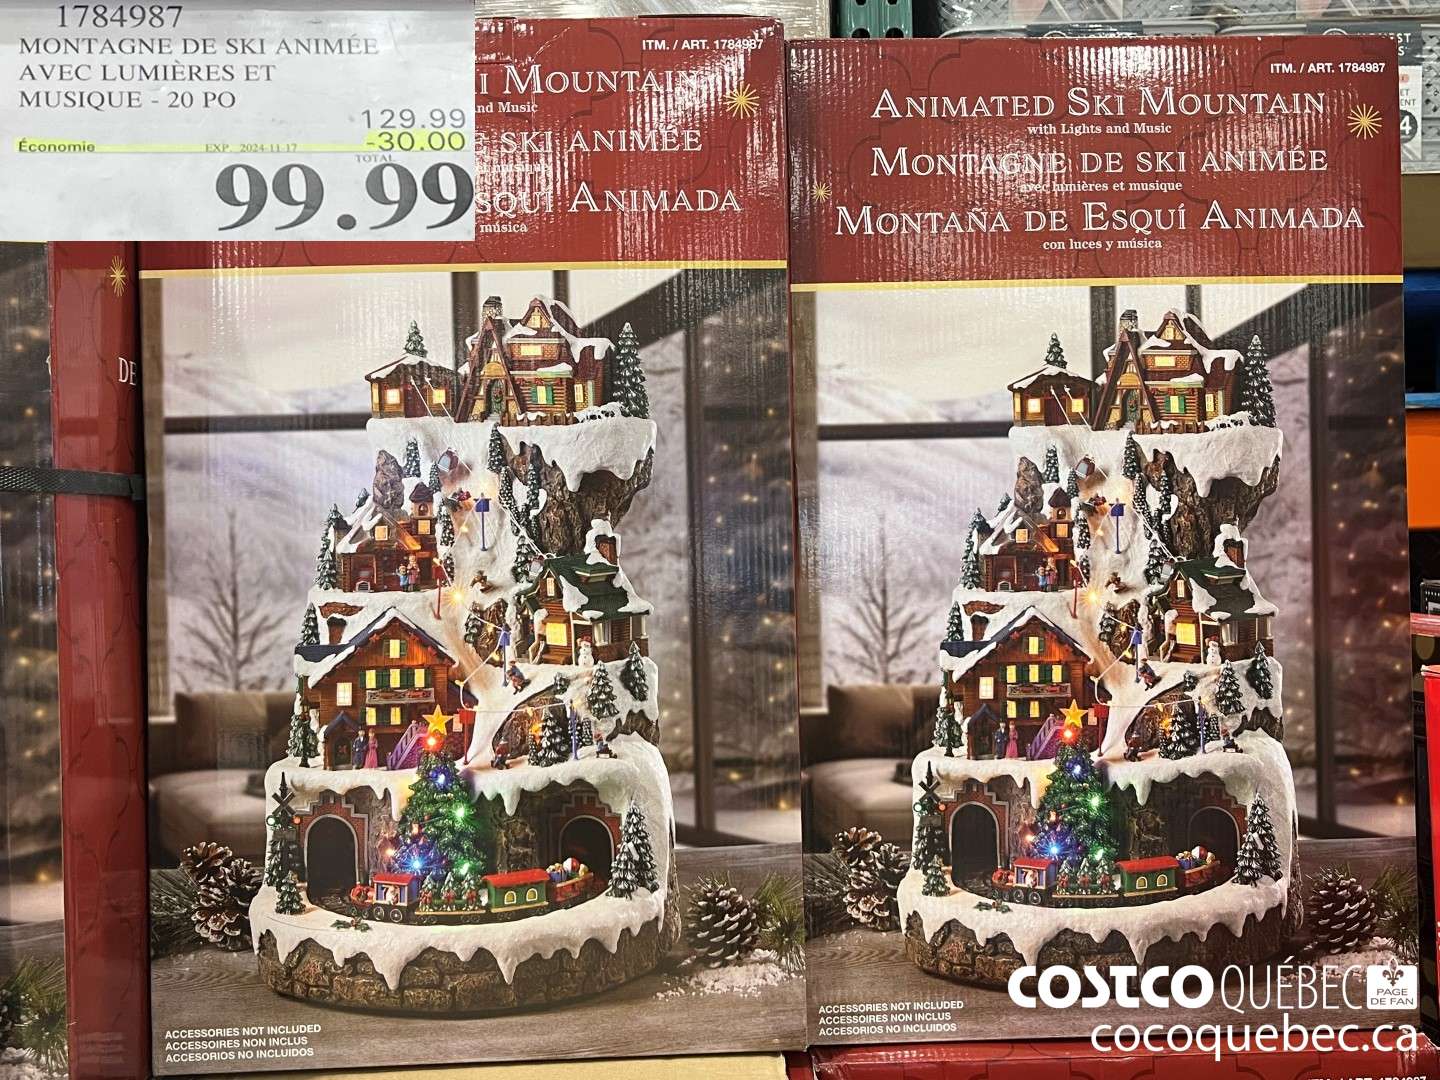 1784987
MONTAGNE DE SKI ANIMÉE
AVEC LUMIÈRES ET
MUSIQUE - 20 PO
129.99
Économie EXP. 2024-11-17 -30.00
TOTAL
99.99
ITM. / ART. 1784987
I MOUNTAIN
nd Music
E SKI ANIMÉE
et musique
SQUÍ ANIMADA
música
DE
ACCESSORIES NOT INCLUDED
ACCESSOIRES NON INCLUS
ACCESORIOS NO INCLUIDOS
ITM. / ART. 1784987
ANIMATED SKI MOUNTAIN
with Lights and Music
MONTAGNE DE SKI ANIMÉE
avec lumières et musique
MONTAÑA DE ESQUÍ ANIMADA
con luces y música
ACCESSORIES NOT INCLUDED
ACCESSOIRES NON INCLUS
ACCESORIOS NO INCLUIDOS
COSTCO QUÉBEC PAGE
DE FAN
cocoquebec.ca